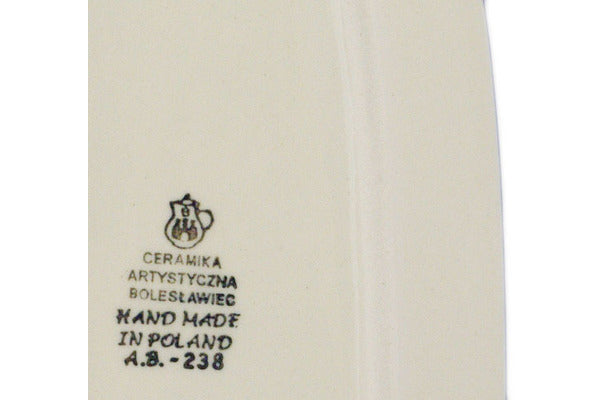 CERAMIKA
ARTYSTYCZNA
BOLESŁAWIEC
HAND MADE
IN POLAND
A.B.-238